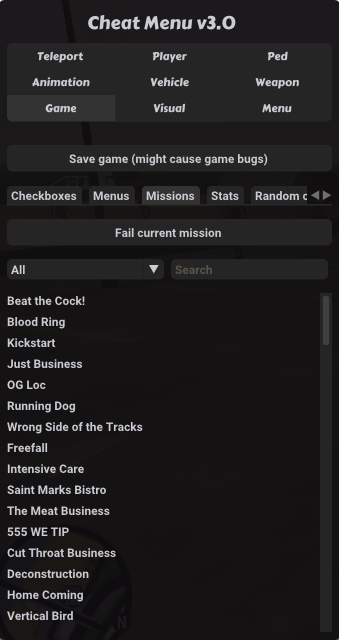 Cheat Menu v3.0
Teleport Player Ped
Animation Vehicle Weapon
Game Visual Menu
Save game (might cause game bugs)
Checkboxes Menus Missions Stats Random
Fail current mission
All Search
Beat the Cock!
Blood Ring
Kickstart
Just Business
OG Loc
Running Dog
Wrong Side of the Tracks
Freefall
Intensive Care
Saint Marks Bistro
The Meat Business
555 WE TIP
Cut Throat Business
Deconstruction
Home Coming
Vertical Bird